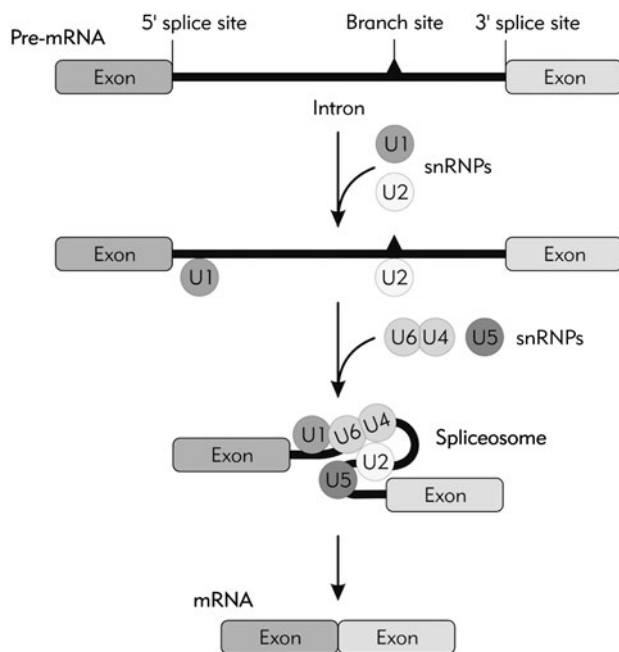 5' splice site Branch site 3' splice site
Pre-mRNA
Exon Exon
Intron
U1
snRNPs
U2
Exon Exon
U1 U2
U6 U4 U5 snRNPs
U1 U6 U4
Spliceosome
Exon U2
U5 Exon
mRNA
Exon Exon